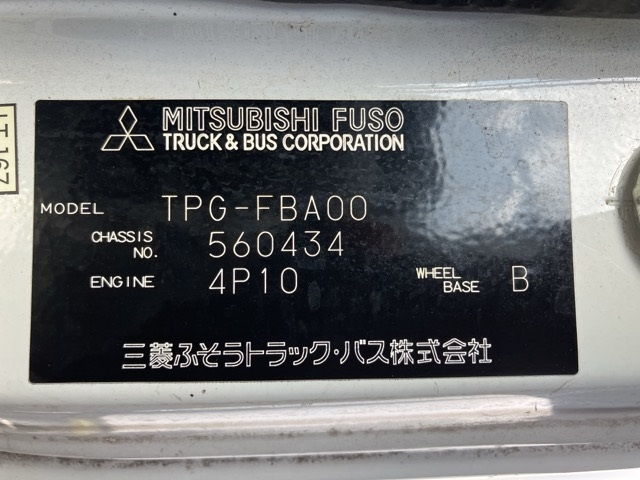 MITSUBISHI FUSO
TRUCK & BUS CORPORATION
MODEL TPG-FBA00
CHASSIS NO. 560434
ENGINE 4P10 WHEEL BASE B
三菱ふそうトラック・バス株式会社